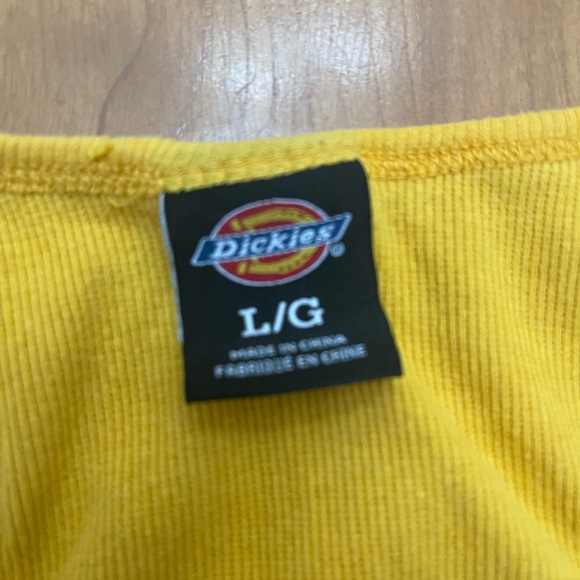 Dickies
L/G
MADE IN CHINA
FABRIQUE EN CHINE